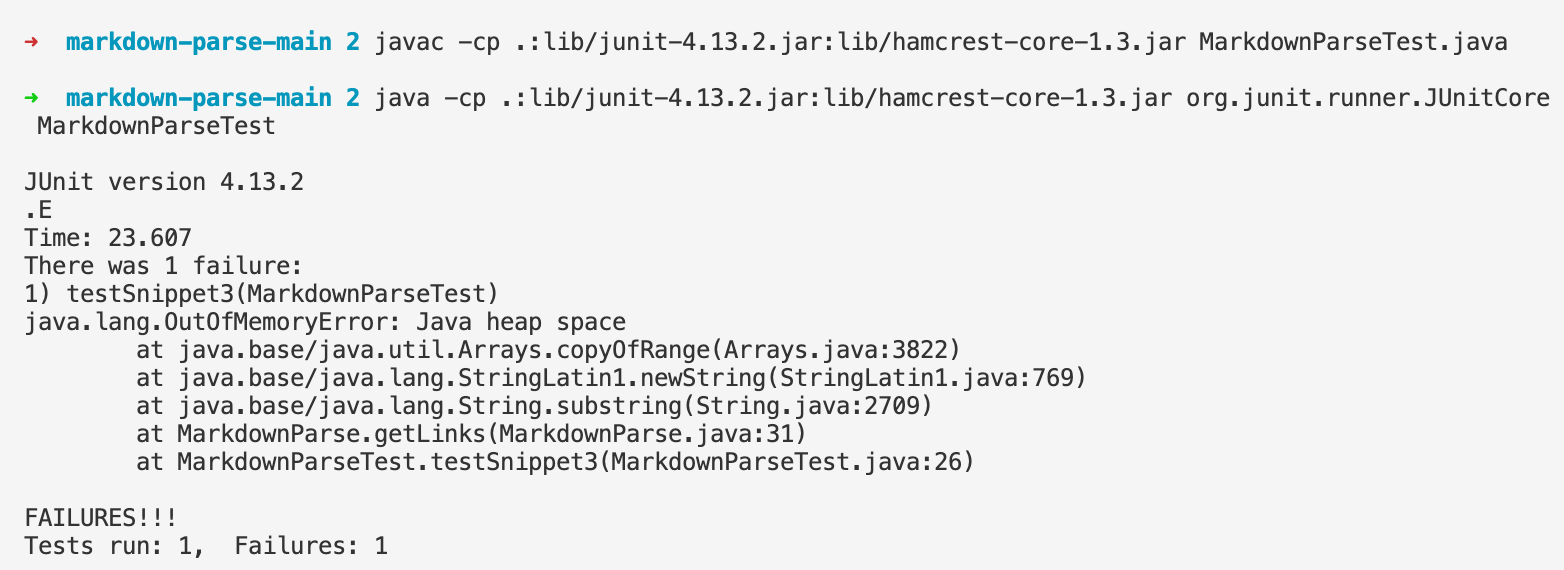 → markdown-parse-main 2 javac -cp .:lib/junit-4.13.2.jar:lib/hamcrest-core-1.3.jar MarkdownParseTest.java
→ markdown-parse-main 2 java -cp .:lib/junit-4.13.2.jar:lib/hamcrest-core-1.3.jar org.junit.runner.JUnitCore
MarkdownParseTest
JUnit version 4.13.2
.E
Time: 23.607
There was 1 failure:
1) testSnippet3(MarkdownParseTest)
java.lang.OutOfMemoryError: Java heap space
at java.base/java.util.Arrays.copyOfRange(Arrays.java:3822)
at java.base/java.lang.StringLatin1.newString(StringLatin1.java:769)
at java.base/java.lang.String.substring(String.java:2709)
at MarkdownParse.getLinks(MarkdownParse.java:31)
at MarkdownParseTest.testSnippet3(MarkdownParseTest.java:26)
FAILURES!!!
Tests run: 1,  Failures: 1